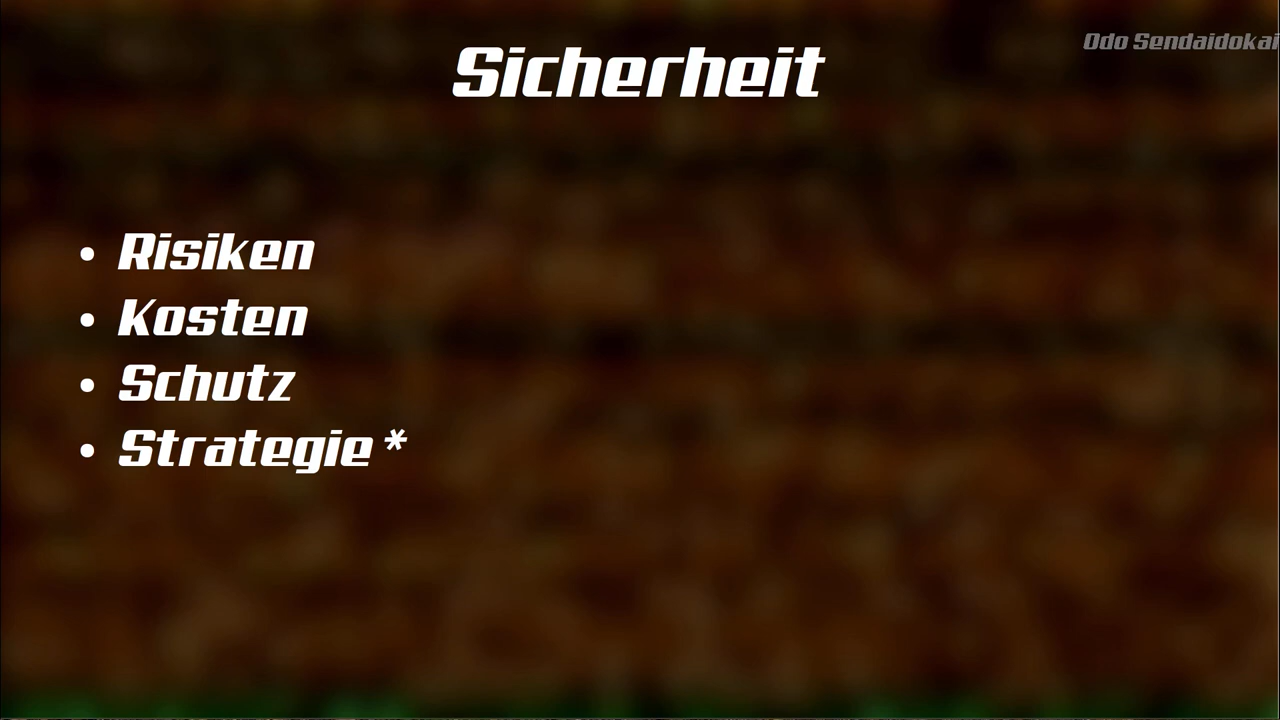 Odo Sendaidokai
Sicherheit
• Risiken
• Kosten
• Schutz
• Strategie *